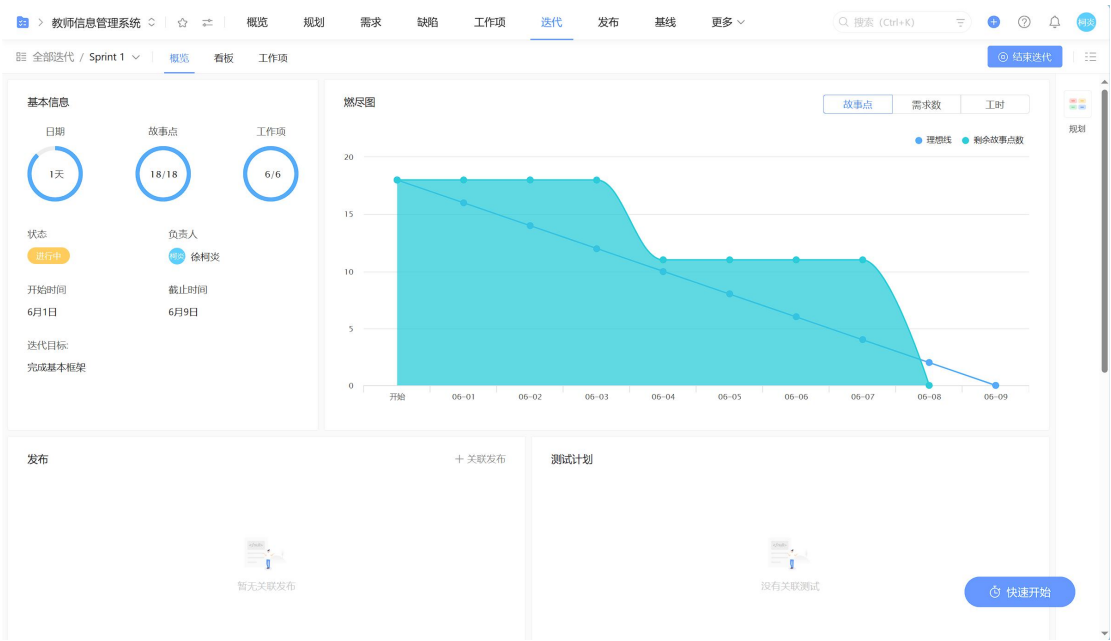 教师信息管理系统 概览 规划 需求 缺陷 工作项 迭代 发布 基线 更多 搜索 (Ctrl+K) 柯炎
全部迭代 / Sprint 1 概览 看板 工作项 结束迭代
基本信息
日期 故事点 工作项
1天 18/18 6/6
状态 负责人
进行中 柯炎 徐柯炎
开始时间 截止时间
6月1日 6月9日
迭代目标:
完成基本框架
燃尽图 故事点 需求数 工时
理想线 剩余故事点数
20
15
10
5
0
开始 06-01 06-02 06-03 06-04 06-05 06-06 06-07 06-08 06-09
规划
发布 + 关联发布
暂无关联发布
测试计划
没有关联测试
快速开始